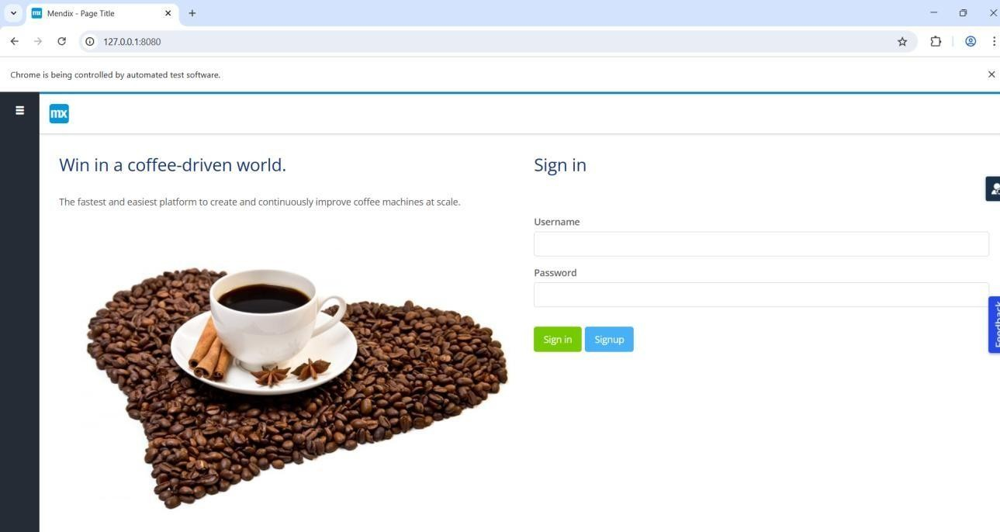 mx Mendix - Page Title
127.0.0.1:8080
Chrome is being controlled by automated test software.
mx
Win in a coffee-driven world.
The fastest and easiest platform to create and continuously improve coffee machines at scale.
Sign in
Username
Password
Sign in Signup
Feedback